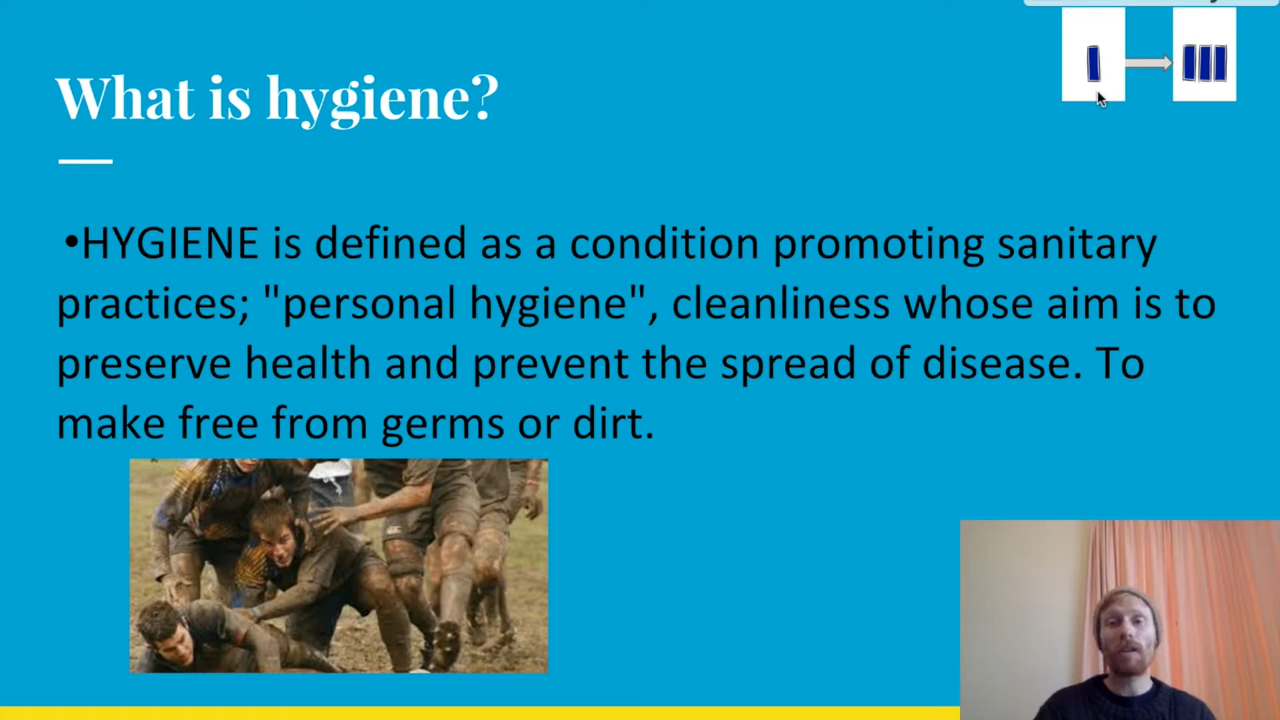 What is hygiene?
•HYGIENE is defined as a condition promoting sanitary
practices; "personal hygiene", cleanliness whose aim is to
preserve health and prevent the spread of disease. To
make free from germs or dirt.